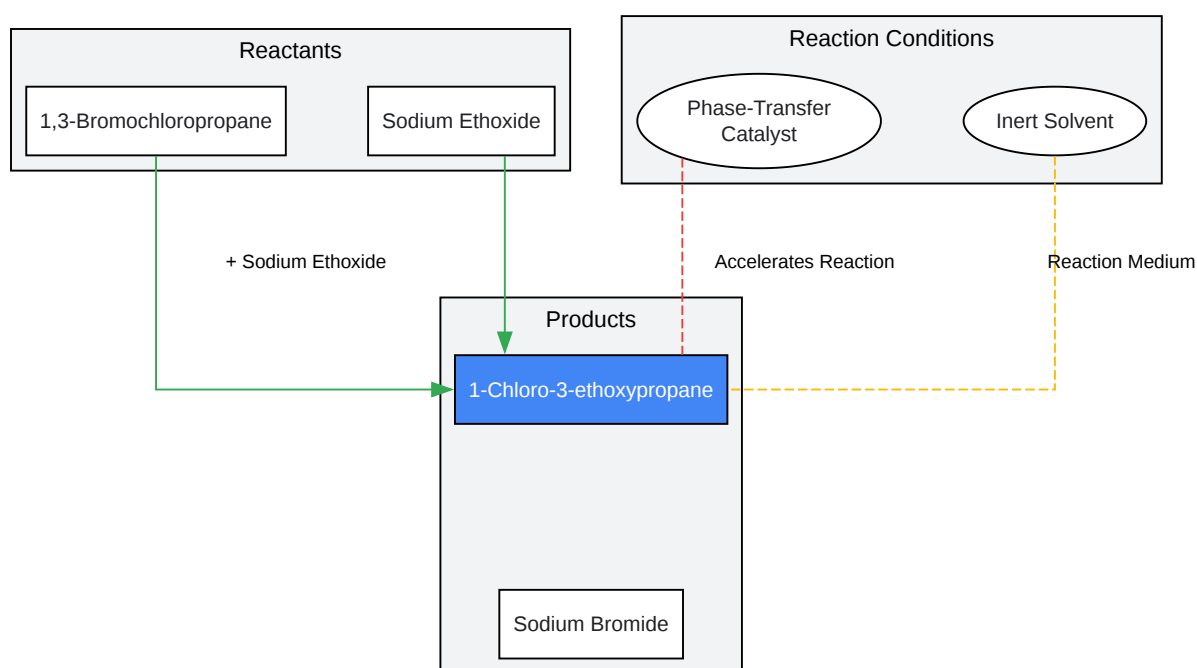 Reactants
1,3-Bromochloropropane
Sodium Ethoxide
Reaction Conditions
Phase-Transfer
Catalyst
Inert Solvent
+ Sodium Ethoxide
Accelerates Reaction
Reaction Medium
Products
1-Chloro-3-ethoxypropane
Sodium Bromide